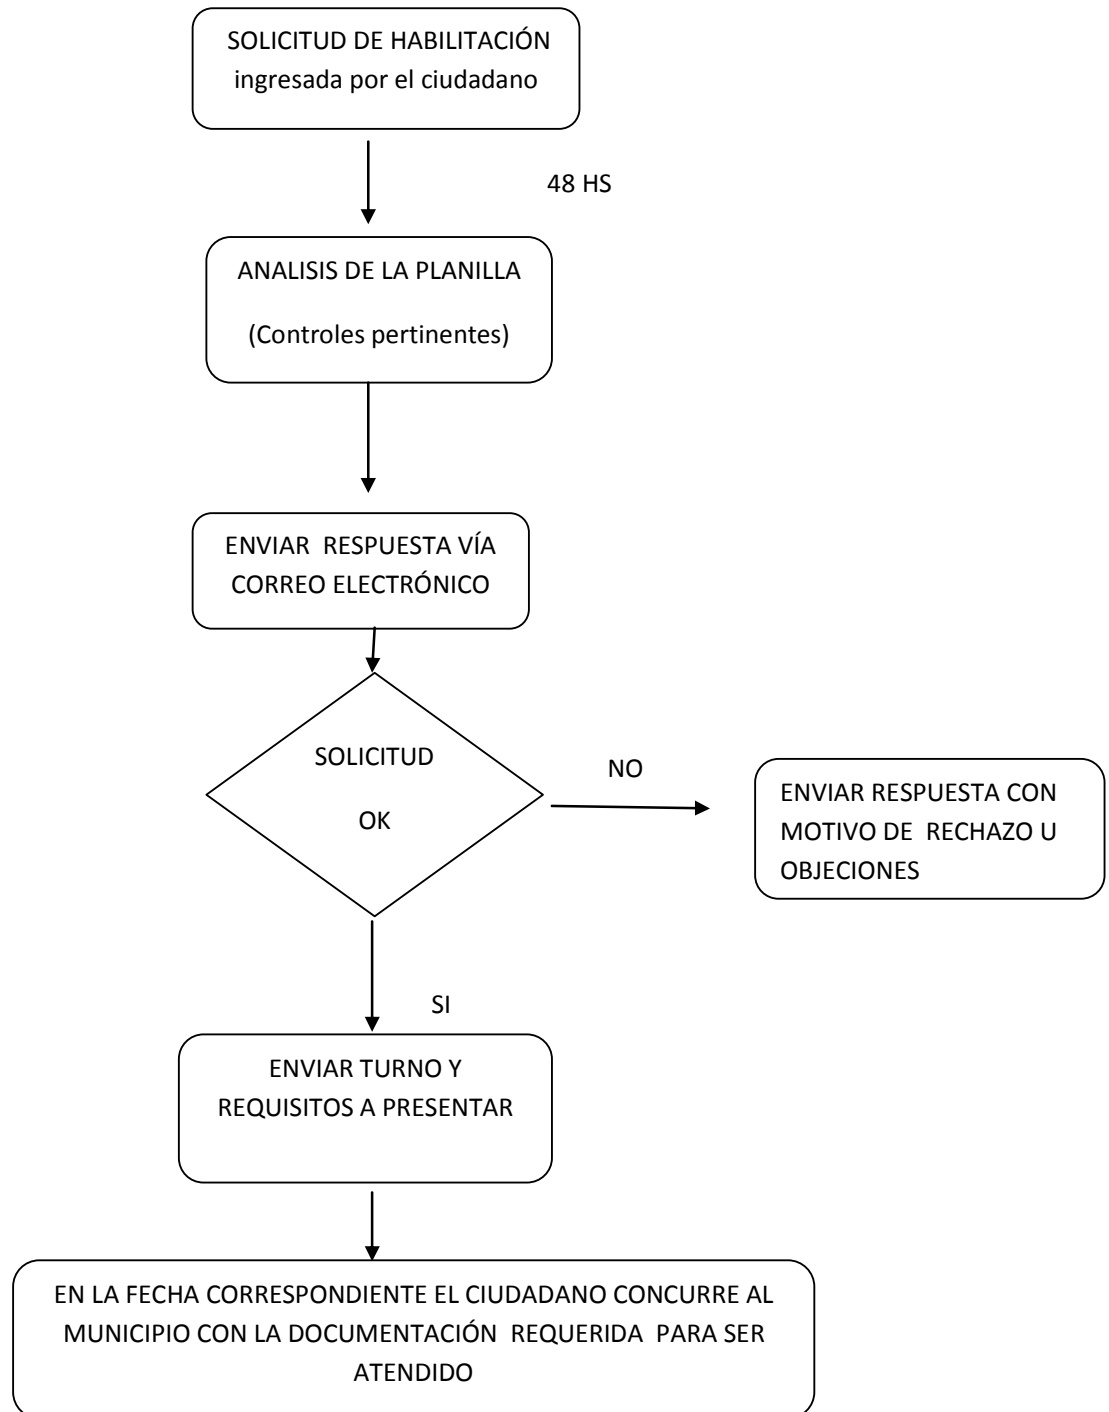 SOLICITUD DE HABILITACIÓN
ingresada por el ciudadano
48 HS
ANALISIS DE LA PLANILLA
(Controles pertinentes)
ENVIAR RESPUESTA VÍA
CORREO ELECTRÓNICO
SOLICITUD
OK
NO
ENVIAR RESPUESTA CON
MOTIVO DE RECHAZO U
OBJECIONES
SI
ENVIAR TURNO Y
REQUISITOS A PRESENTAR
EN LA FECHA CORRESPONDIENTE EL CIUDADANO CONCURRE AL
MUNICIPIO CON LA DOCUMENTACIÓN REQUERIDA PARA SER
ATENDIDO